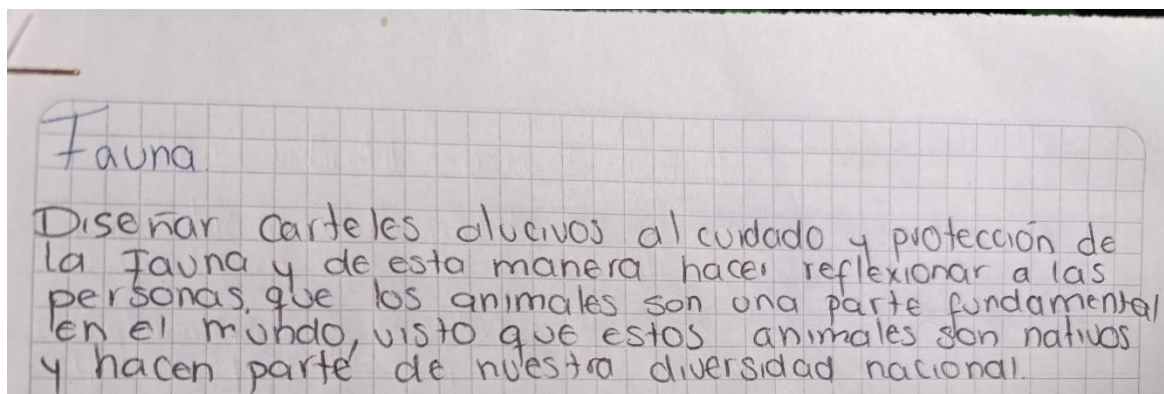 Fauna.
Diseñar carteles alucivos al cuidado y protección de
la Fauna y de esta manera hacer reflexionar a las
personas, que los animales son una parte fundamental
en el mundo, visto que estos animales son nativos
y hacen parte de nuestra diversidad nacional.